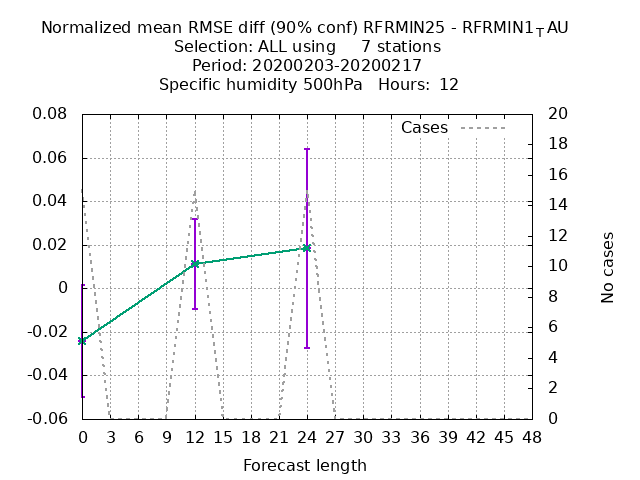 Normalized mean RMSE diff (90% conf) RFRMIN25 - RFRMIN1TAU
Selection: ALL using 7 stations
Period: 20200203-20200217
Specific humidity 500hPa Hours: 12
Cases
0.08
0.06
0.04
0.02
0
-0.02
-0.04
-0.06
20
18
16
14
12
10
8
6
4
2
0
No cases
0 3 6 9 12 15 18 21 24 27 30 33 36 39 42 45 48
Forecast length